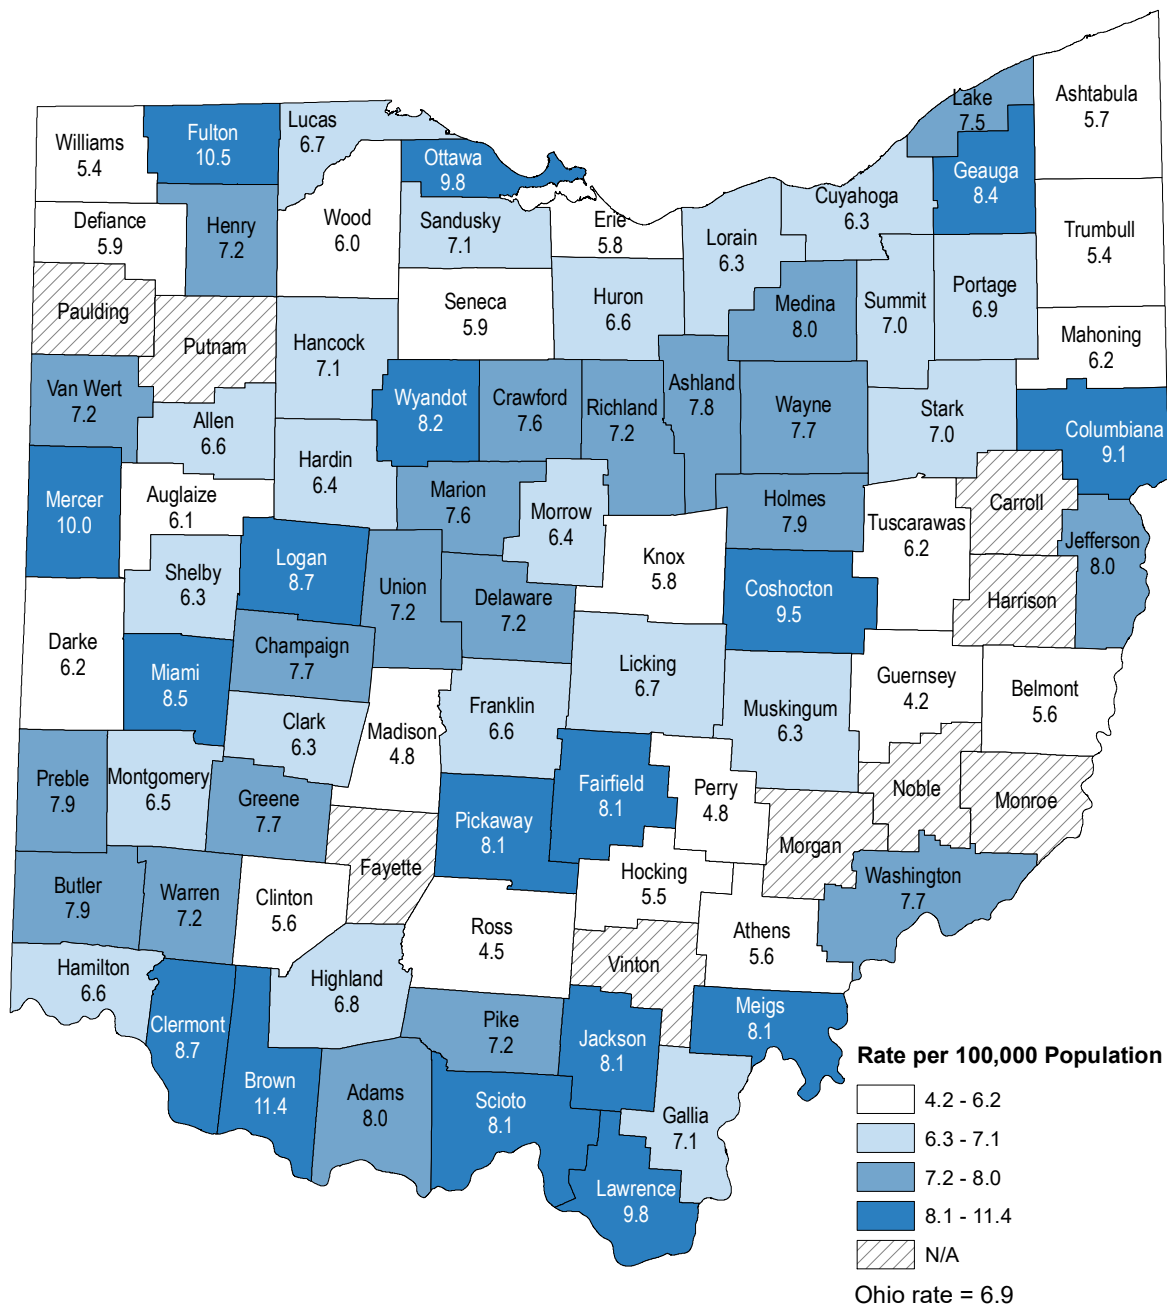 Williams
5.4
Fulton
10.5
Lucas
6.7
Ottawa
9.8
Lake
7.5
Ashtabula
5.7
Geauga
8.4
Cuyahoga
6.3
Defiance
5.9
Henry
7.2
Wood
6.0
Sandusky
7.1
Erie
5.8
Lorain
6.3
Trumbull
5.4
Paulding
Putnam
Hancock
7.1
Seneca
5.9
Huron
6.6
Medina
8.0
Summit
7.0
Portage
6.9
Mahoning
6.2
Van Wert
7.2
Allen
6.6
Wyandot
8.2
Crawford
7.6
Richland
7.2
Ashland
7.8
Wayne
7.7
Stark
7.0
Columbiana
9.1
Mercer
10.0
Auglaize
6.1
Hardin
6.4
Marion
7.6
Morrow
6.4
Holmes
7.9
Tuscarawas
6.2
Carroll
Jefferson
8.0
Shelby
6.3
Logan
8.7
Union
7.2
Delaware
7.2
Knox
5.8
Coshocton
9.5
Harrison
Darke
6.2
Miami
8.5
Champaign
7.7
Clark
6.3
Madison
4.8
Franklin
6.6
Licking
6.7
Muskingum
6.3
Guernsey
4.2
Belmont
5.6
Preble
7.9
Montgomery
6.5
Greene
7.7
Fayette
Pickaway
8.1
Fairfield
8.1
Perry
4.8
Morgan
Noble
Monroe
Butler
7.9
Warren
7.2
Clinton
5.6
Ross
4.5
Hocking
5.5
Athens
5.6
Washington
7.7
Hamilton
6.6
Highland
6.8
Vinton
Clermont
8.7
Brown
11.4
Adams
8.0
Pike
7.2
Scioto
8.1
Jackson
8.1
Meigs
8.1
Gallia
7.1
Lawrence
9.8
Rate per 100,000 Population
4.2 - 6.2
6.3 - 7.1
7.2 - 8.0
8.1 - 11.4
N/A
Ohio rate = 6.9